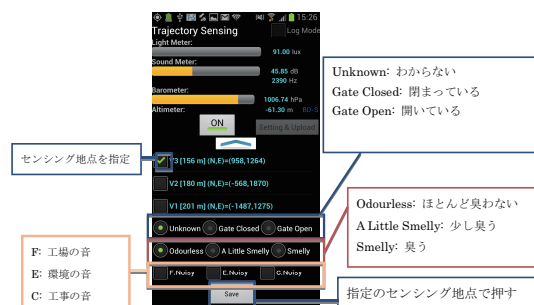 15:26
Trajectory Sensing
Log Mode
Light Meter:
91.00 lux
Sound Meter:
45.85 dB
2390 Hz
Barometer:
1006.74 hPa
Altimeter:
-61.30 m
ON
Setting & Upload
V3 [156 m] (N,E)=(958,1264)
V2 [180 m] (N,E)=(-568,1870)
V1 [201 m] (N,E)=(-1487,1275)
Unknown Gate Closed Gate Open
Odourless A Little Smelly Smelly
F.Noisy E.Noisy C.Noisy
Save
センシング地点を指定
F: 工場の音
E: 環境の音
C: 工事の音
Unknown: わからない
Gate Closed: 閉まっている
Gate Open: 開いている
Odourless: ほとんど臭わない
A Little Smelly: 少し臭う
Smelly: 臭う
指定のセンシング地点で押す